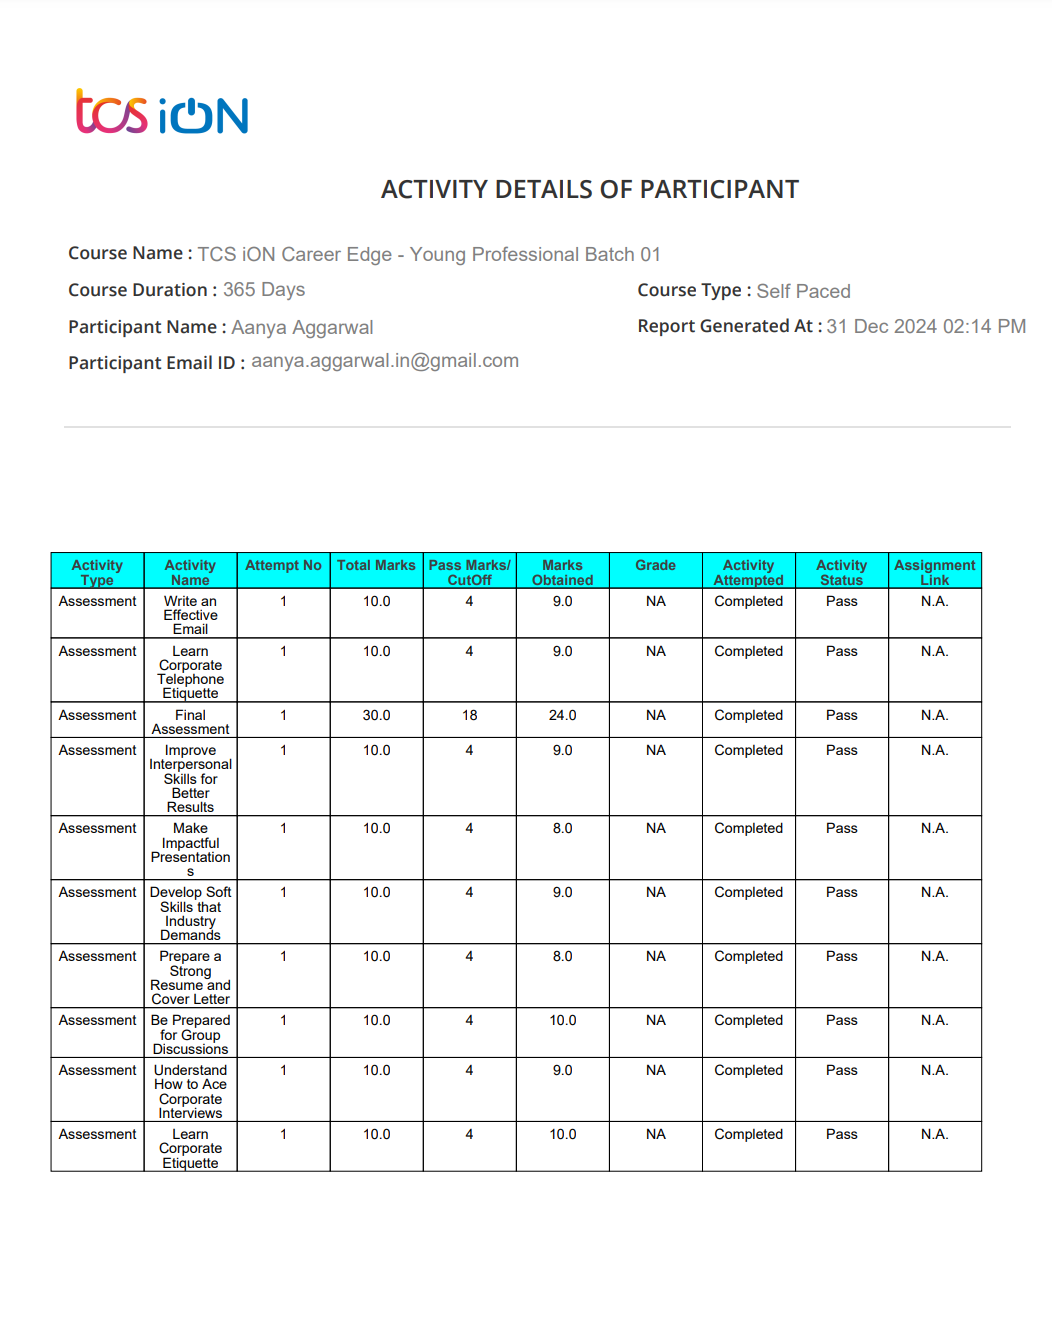 tcs iON
ACTIVITY DETAILS OF PARTICIPANT
Course Name : TCS iON Career Edge - Young Professional Batch 01
Course Duration : 365 Days Course Type : Self Paced
Participant Name : Aanya Aggarwal Report Generated At : 31 Dec 2024 02:14 PM
Participant Email ID : aanya.aggarwal.in@gmail.com
Activity Activity Attempt No Total Marks Pass Marks/ Marks Grade Activity Activity Assignment
Type Name CutOff Obtained Attempted Status Link
Assessment Write an 1 10.0 4 9.0 NA Completed Pass N.A.
Effective
Email
Assessment Learn 1 10.0 4 9.0 NA Completed Pass N.A.
Corporate
Telephone
Etiquette
Assessment Final 1 30.0 18 24.0 NA Completed Pass N.A.
Assessment
Assessment Improve 1 10.0 4 9.0 NA Completed Pass N.A.
Interpersonal
Skills for
Better
Results
Assessment Make 1 10.0 4 8.0 NA Completed Pass N.A.
Impactful
Presentation
s
Assessment Develop Soft 1 10.0 4 9.0 NA Completed Pass N.A.
Skills that
Industry
Demands
Assessment Prepare a 1 10.0 4 8.0 NA Completed Pass N.A.
Strong
Resume and
Cover Letter
Assessment Be Prepared 1 10.0 4 10.0 NA Completed Pass N.A.
for Group
Discussions
Assessment Understand 1 10.0 4 9.0 NA Completed Pass N.A.
How to Ace
Corporate
Interviews
Assessment Learn 1 10.0 4 10.0 NA Completed Pass N.A.
Corporate
Etiquette